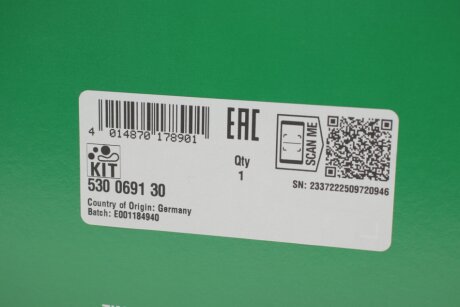 4 014870 178901
EAC
Qty
1
SCAN ME
KIT
530 0691 30
SN: 2337222509720946
Country of Origin: Germany
Batch: E001184940